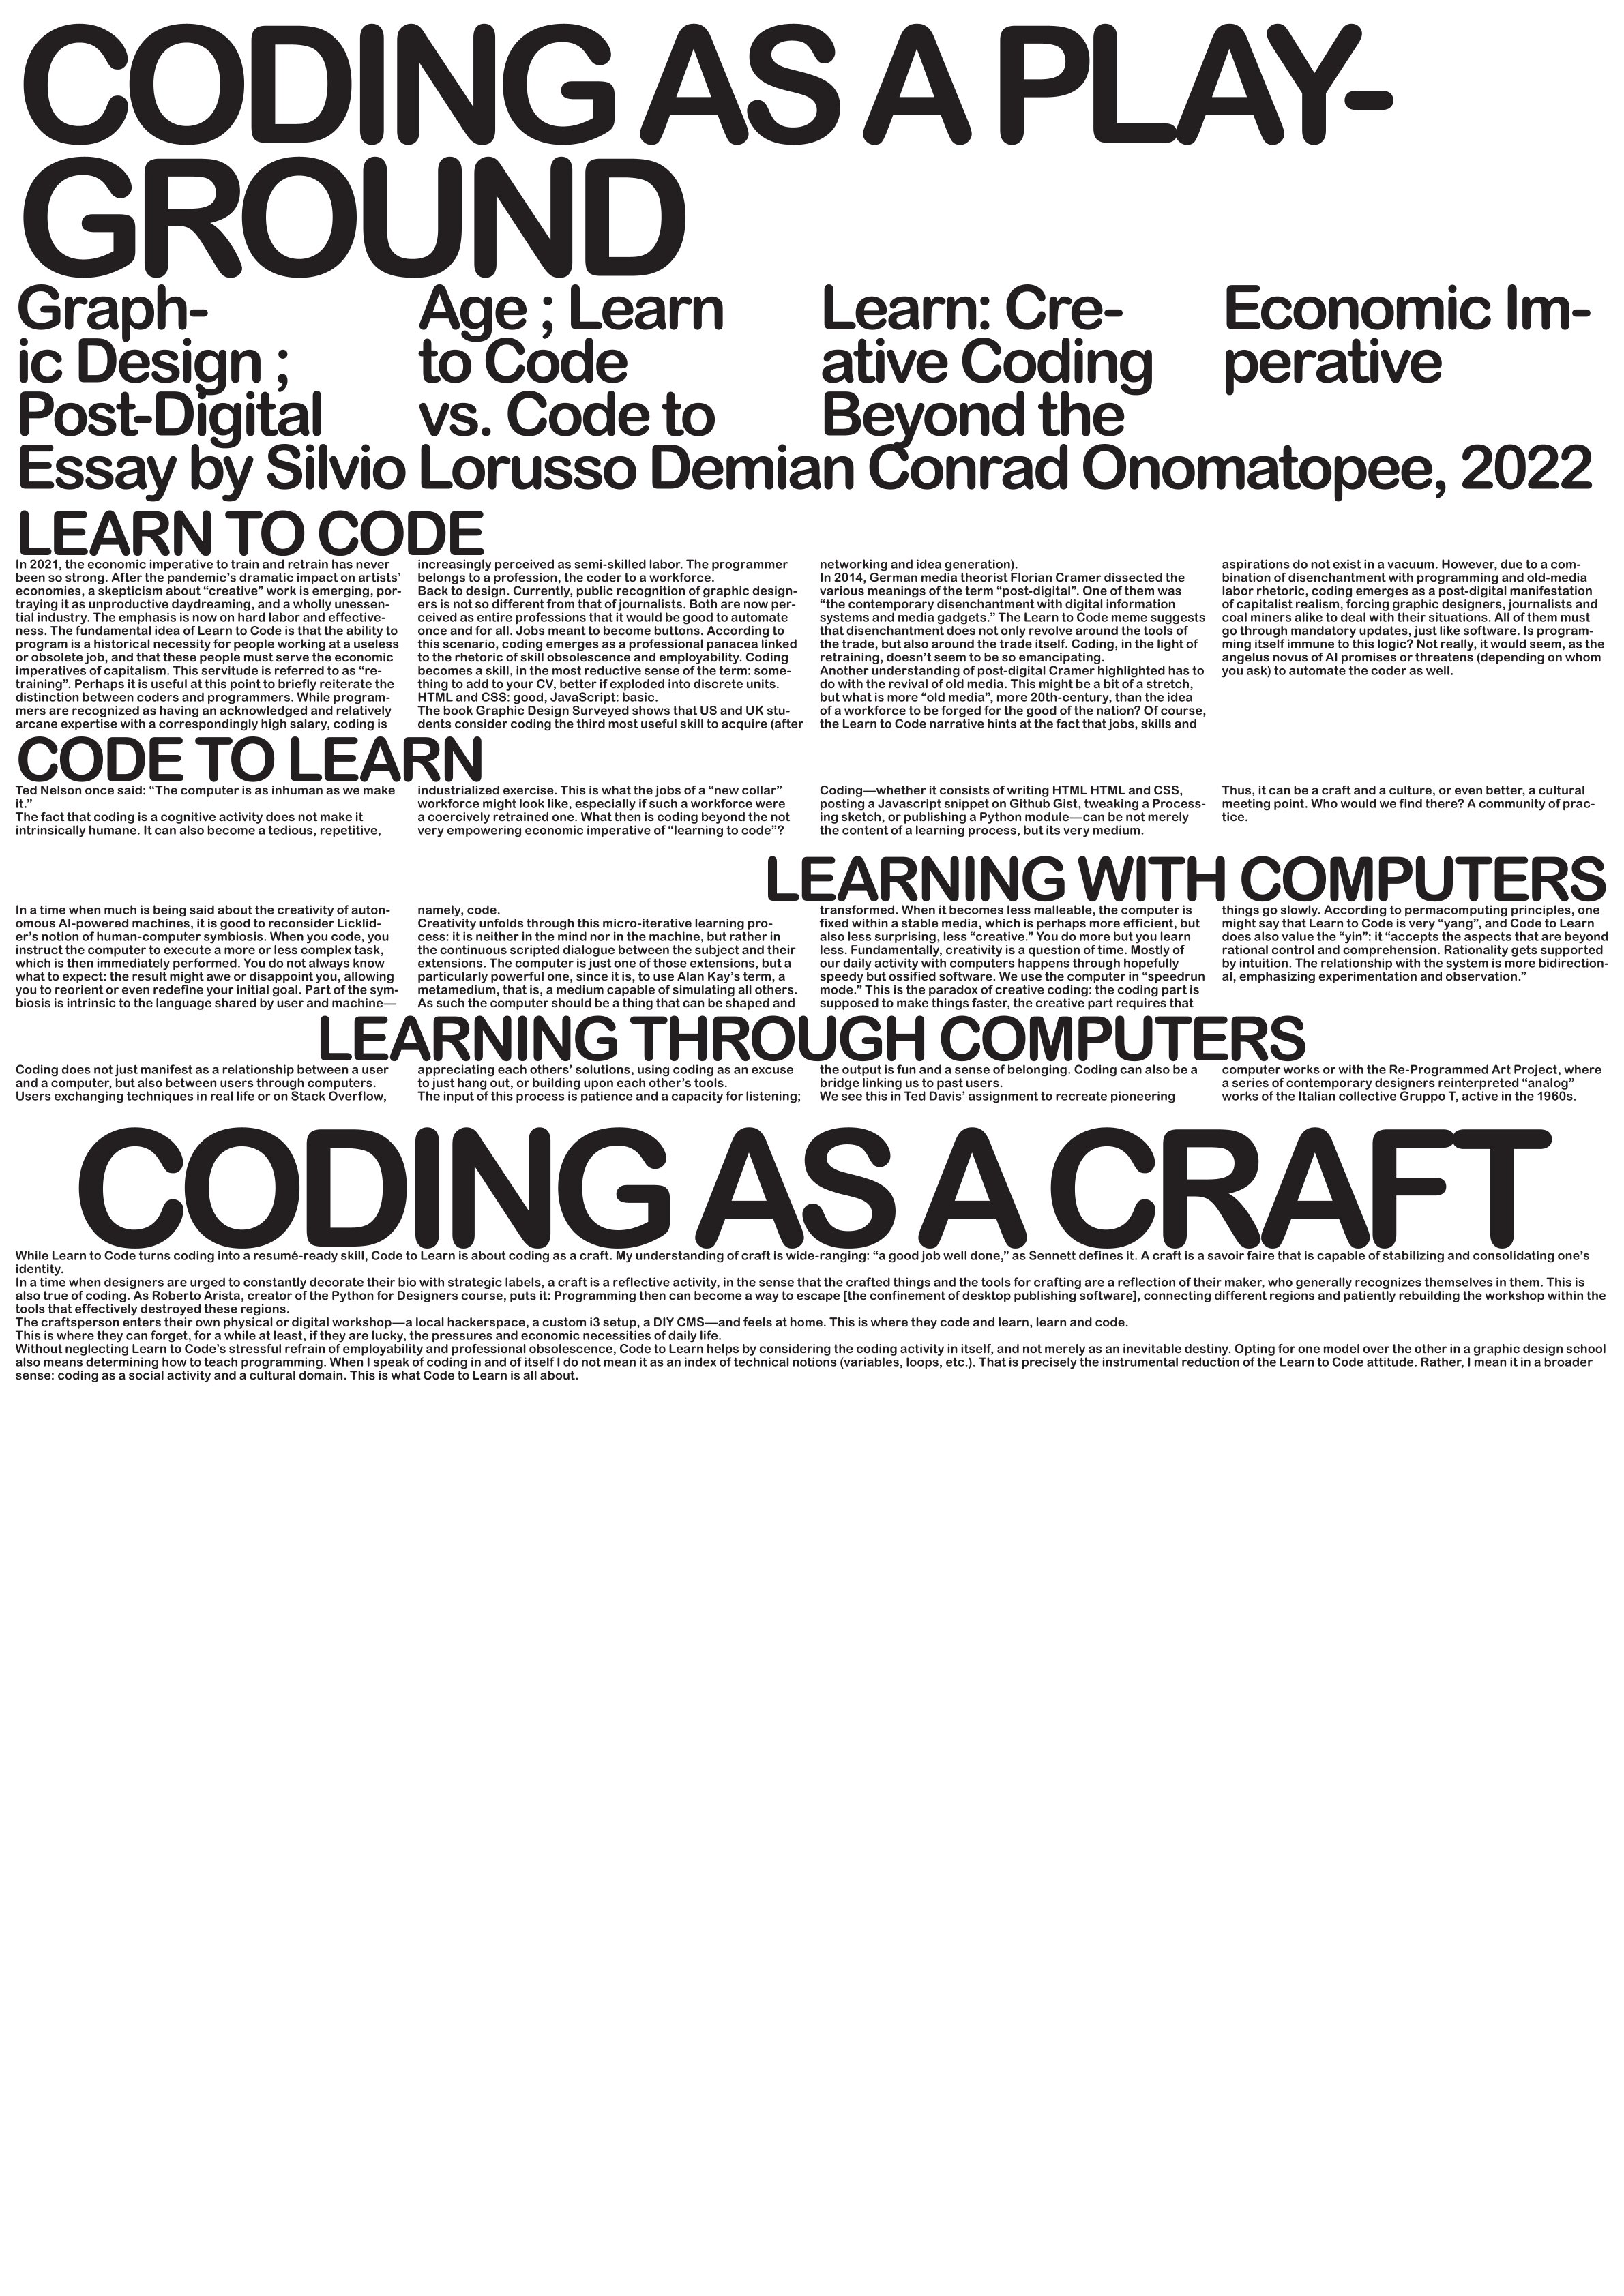 CODING AS A PLAY-
GROUND
Graph-
ic Design ;
Post-Digital
Age ; Learn
to Code
vs. Code to
Learn: Cre-
ative Coding
Beyond the
Economic Im-
perative
Essay by Silvio Lorusso Demian Conrad Onomatopee, 2022
LEARN TO CODE
In 2021, the economic imperative to train and retrain has never
been so strong. After the pandemic’s dramatic impact on artists’
economies, a skepticism about “creative” work is emerging, por-
traying it as unproductive daydreaming, and a wholly unessen-
tial industry. The emphasis is now on hard labor and effective-
ness. The fundamental idea of Learn to Code is that the ability to
program is a historical necessity for people working at a useless
or obsolete job, and that these people must serve the economic
imperatives of capitalism. This servitude is referred to as “re-
training”. Perhaps it is useful at this point to briefly reiterate the
distinction between coders and programmers. While program-
mers are recognized as having an acknowledged and relatively
arcane expertise with a correspondingly high salary, coding is
increasingly perceived as semi-skilled labor. The programmer
belongs to a profession, the coder to a workforce.
Back to design. Currently, public recognition of graphic design-
ers is not so different from that of journalists. Both are now per-
ceived as entire professions that it would be good to automate
once and for all. Jobs meant to become buttons. According to
this scenario, coding emerges as a professional panacea linked
to the rhetoric of skill obsolescence and employability. Coding
becomes a skill, in the most reductive sense of the term: some-
thing to add to your CV, better if exploded into discrete units.
HTML and CSS: good, JavaScript: basic.
The book Graphic Design Surveyed shows that US and UK stu-
dents consider coding the third most useful skill to acquire (after
networking and idea generation).
In 2014, German media theorist Florian Cramer dissected the
various meanings of the term “post-digital”. One of them was
“the contemporary disenchantment with digital information
systems and media gadgets.” The Learn to Code meme suggests
that disenchantment does not only revolve around the tools of
the trade, but also around the trade itself. Coding, in the light of
retraining, doesn’t seem to be so emancipating.
Another understanding of post-digital Cramer highlighted has to
do with the revival of old media. This might be a bit of a stretch,
but what is more “old media”, more 20th-century, than the idea
of a workforce to be forged for the good of the nation? Of course,
the Learn to Code narrative hints at the fact that jobs, skills and
aspirations do not exist in a vacuum. However, due to a com-
bination of disenchantment with programming and old-media
labor rhetoric, coding emerges as a post-digital manifestation
of capitalist realism, forcing graphic designers, journalists and
coal miners alike to deal with their situations. All of them must
go through mandatory updates, just like software. Is program-
ming itself immune to this logic? Not really, it would seem, as the
angelus novus of AI promises or threatens (depending on whom
you ask) to automate the coder as well.
CODE TO LEARN
Ted Nelson once said: “The computer is as inhuman as we make
it.”
The fact that coding is a cognitive activity does not make it
intrinsically humane. It can also become a tedious, repetitive,
industrialized exercise. This is what the jobs of a “new collar”
workforce might look like, especially if such a workforce were
a coercively retrained one. What then is coding beyond the not
very empowering economic imperative of “learning to code”?
Coding—whether it consists of writing HTML HTML and CSS,
posting a Javascript snippet on Github Gist, tweaking a Process-
ing sketch, or publishing a Python module—can be not merely
the content of a learning process, but its very medium.
Thus, it can be a craft and a culture, or even better, a cultural
meeting point. Who would we find there? A community of prac-
tice.
LEARNING WITH COMPUTERS
In a time when much is being said about the creativity of auton-
omous AI-powered machines, it is good to reconsider Licklid-
er’s notion of human-computer symbiosis. When you code, you
instruct the computer to execute a more or less complex task,
which is then immediately performed. You do not always know
what to expect: the result might awe or disappoint you, allowing
you to reorient or even redefine your initial goal. Part of the sym-
biosis is intrinsic to the language shared by user and machine—
namely, code.
Creativity unfolds through this micro-iterative learning pro-
cess: it is neither in the mind nor in the machine, but rather in
the continuous scripted dialogue between the subject and their
extensions. The computer is just one of those extensions, but a
particularly powerful one, since it is, to use Alan Kay’s term, a
metamedium, that is, a medium capable of simulating all others.
As such the computer should be a thing that can be shaped and
transformed. When it becomes less malleable, the computer is
fixed within a stable media, which is perhaps more efficient, but
also less surprising, less “creative.” You do more but you learn
less. Fundamentally, creativity is a question of time. Mostly of
our daily activity with computers happens through hopefully
speedy but ossified software. We use the computer in “speedrun
mode.” This is the paradox of creative coding: the coding part is
supposed to make things faster, the creative part requires that
things go slowly. According to permacomputing principles, one
might say that Learn to Code is very “yang”, and Code to Learn
does also value the “yin”: it “accepts the aspects that are beyond
rational control and comprehension. Rationality gets supported
by intuition. The relationship with the system is more bidirection-
al, emphasizing experimentation and observation.”
LEARNING THROUGH COMPUTERS
Coding does not just manifest as a relationship between a user
and a computer, but also between users through computers.
Users exchanging techniques in real life or on Stack Overflow,
appreciating each others’ solutions, using coding as an excuse
to just hang out, or building upon each other’s tools.
The input of this process is patience and a capacity for listening;
the output is fun and a sense of belonging. Coding can also be a
bridge linking us to past users.
We see this in Ted Davis’ assignment to recreate pioneering
computer works or with the Re-Programmed Art Project, where
a series of contemporary designers reinterpreted “analog”
works of the Italian collective Gruppo T, active in the 1960s.
CODING AS A CRAFT
While Learn to Code turns coding into a resumé-ready skill, Code to Learn is about coding as a craft. My understanding of craft is wide-ranging: “a good job well done,” as Sennett defines it. A craft is a savoir faire that is capable of stabilizing and consolidating one’s
identity.
In a time when designers are urged to constantly decorate their bio with strategic labels, a craft is a reflective activity, in the sense that the crafted things and the tools for crafting are a reflection of their maker, who generally recognizes themselves in them. This is
also true of coding. As Roberto Arista, creator of the Python for Designers course, puts it: Programming then can become a way to escape [the confinement of desktop publishing software], connecting different regions and patiently rebuilding the workshop within the
tools that effectively destroyed these regions.
The craftsperson enters their own physical or digital workshop—a local hackerspace, a custom i3 setup, a DIY CMS—and feels at home. This is where they code and learn, learn and code.
This is where they can forget, for a while at least, if they are lucky, the pressures and economic necessities of daily life.
Without neglecting Learn to Code’s stressful refrain of employability and professional obsolescence, Code to Learn helps by considering the coding activity in itself, and not merely as an inevitable destiny. Opting for one model over the other in a graphic design school
also means determining how to teach programming. When I speak of coding in and of itself I do not mean it as an index of technical notions (variables, loops, etc.). That is precisely the instrumental reduction of the Learn to Code attitude. Rather, I mean it in a broader
sense: coding as a social activity and a cultural domain. This is what Code to Learn is all about.